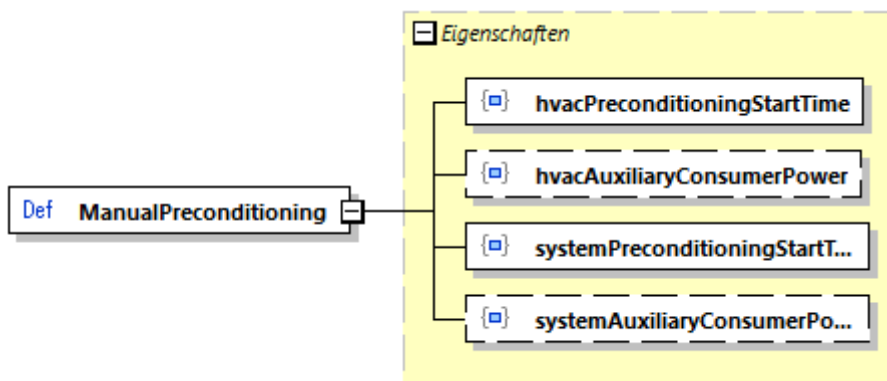 Eigenschaften
hvacPreconditioningStartTime
hvacAuxiliaryConsumerPower
Def ManualPreconditioning
systemPreconditioningStartT...
systemAuxiliaryConsumerPo...